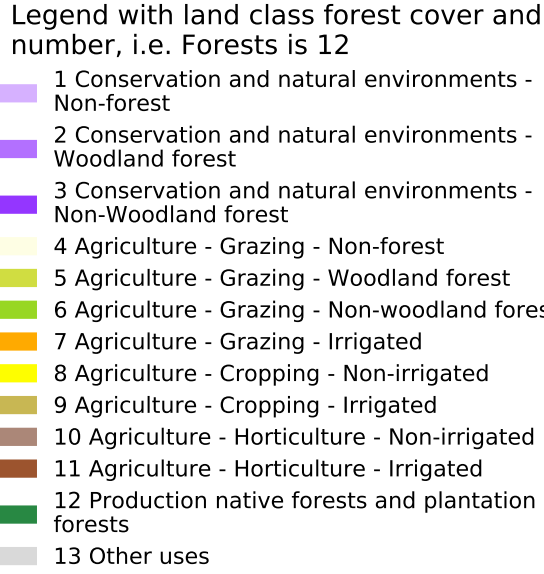 Legend with land class forest cover and
number, i.e. Forests is 12
1 Conservation and natural environments -
Non-forest
2 Conservation and natural environments -
Woodland forest
3 Conservation and natural environments -
Non-Woodland forest
4 Agriculture - Grazing - Non-forest
5 Agriculture - Grazing - Woodland forest
6 Agriculture - Grazing - Non-woodland fores
7 Agriculture - Grazing - Irrigated
8 Agriculture - Cropping - Non-irrigated
9 Agriculture - Cropping - Irrigated
10 Agriculture - Horticulture - Non-irrigated
11 Agriculture - Horticulture - Irrigated
12 Production native forests and plantation
forests
13 Other uses